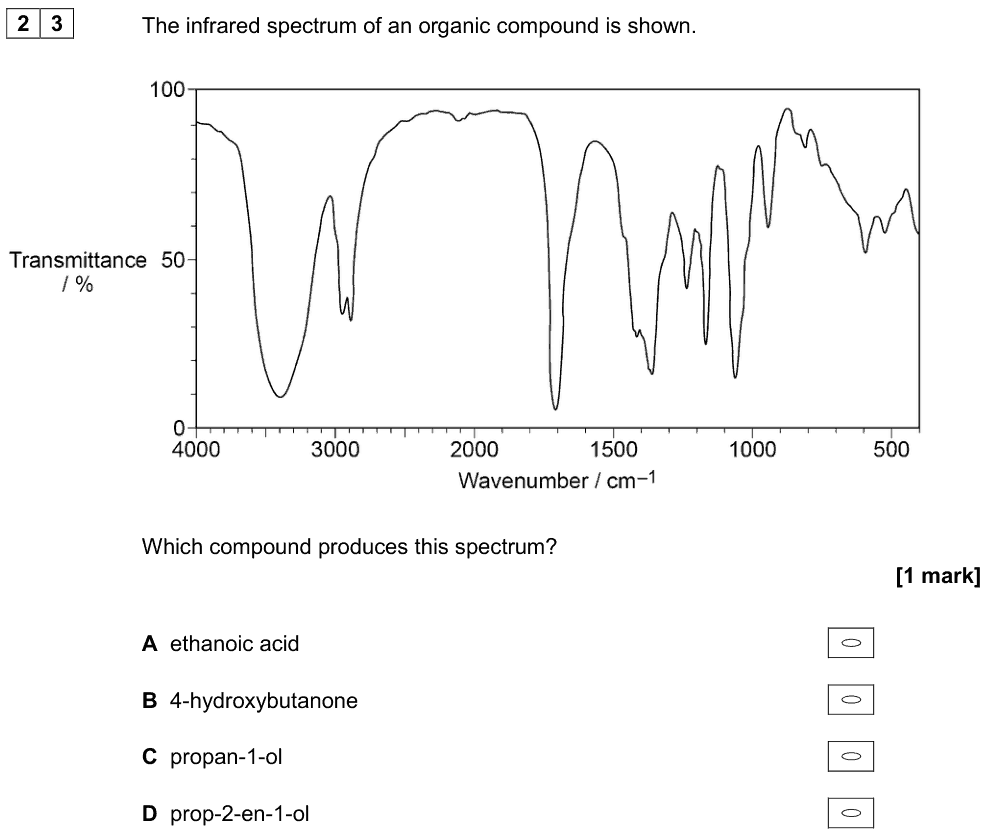 2 3 The infrared spectrum of an organic compound is shown.
100
Transmittance 50
/ %
0
4000 3000 2000 1500 1000 500
Wavenumber / cm–1
Which compound produces this spectrum?
[1 mark]
A ethanoic acid
B 4-hydroxybutanone
C propan-1-ol
D prop-2-en-1-ol